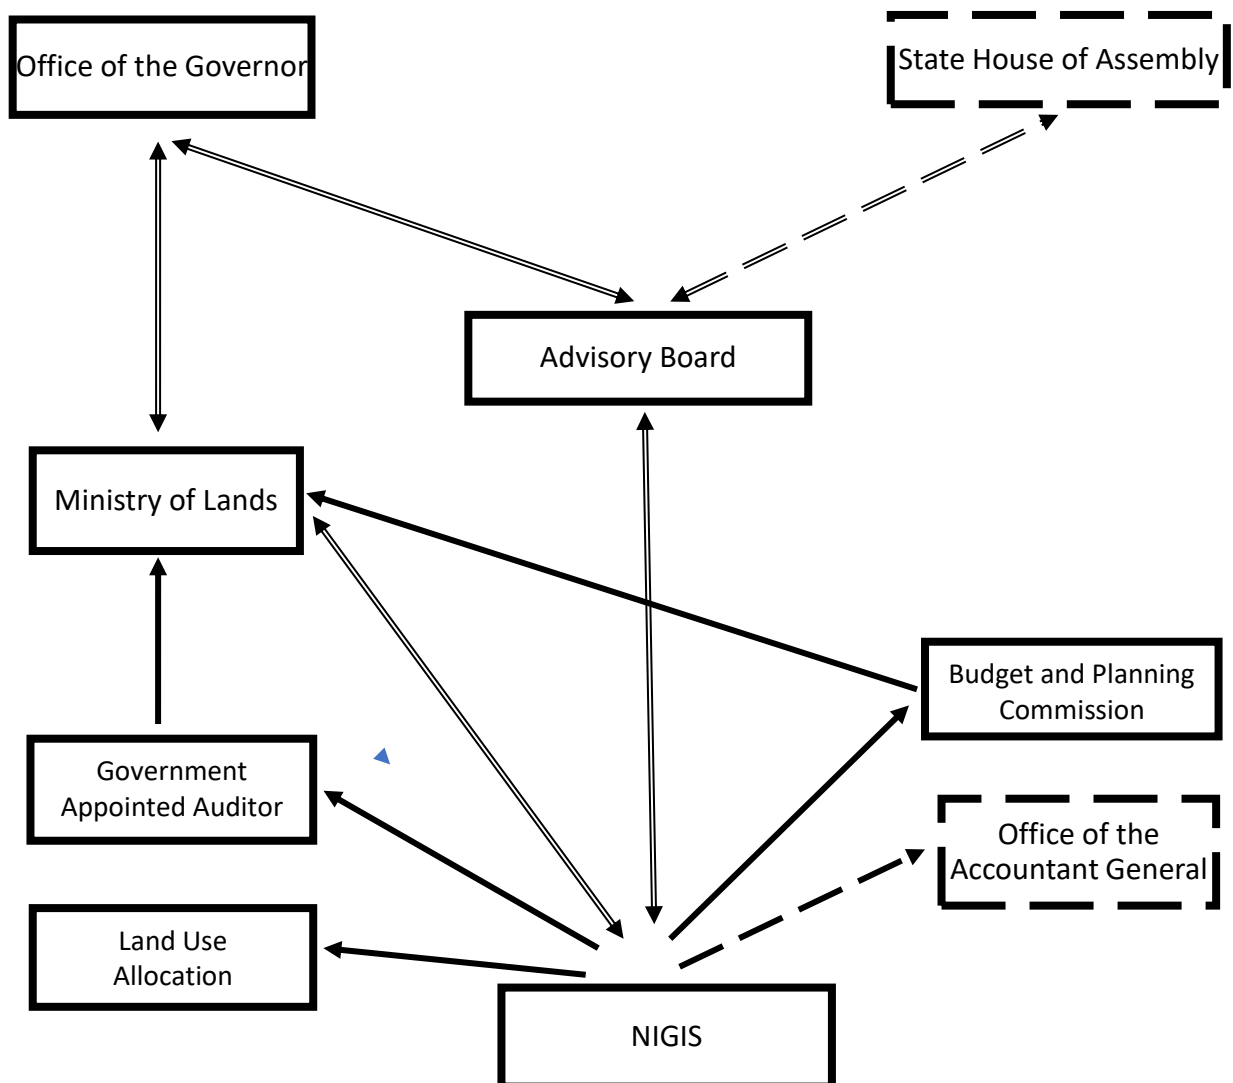 Office of the Governor
State House of Assembly
Advisory Board
Ministry of Lands
Budget and Planning
Commission
Government
Appointed Auditor
Office of the
Accountant General
Land Use
Allocation
NIGIS